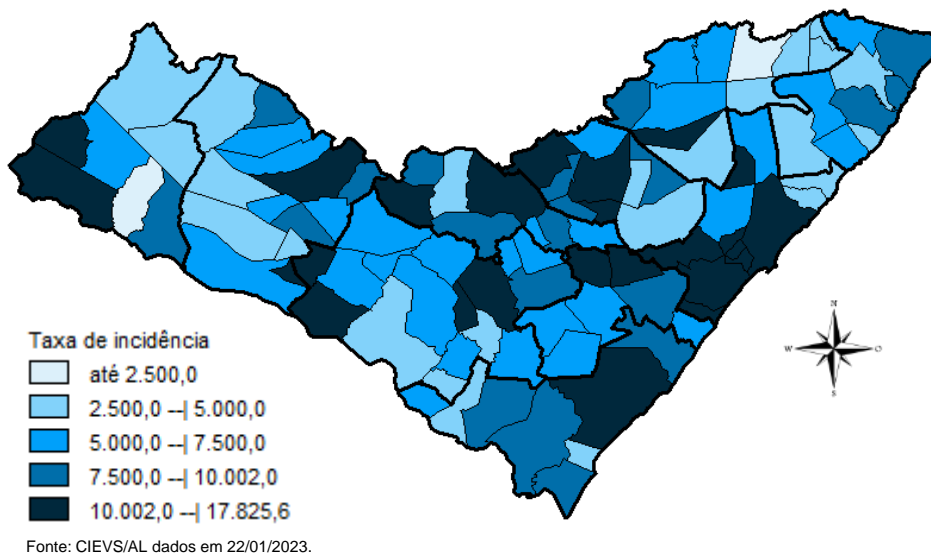 N
W
O
S
Taxa de incidência
até 2.500,0
2.500,0 --| 5.000,0
5.000,0 --| 7.500,0
7.500,0 --| 10.002,0
10.002,0 --| 17.825,6
Fonte: CIEVS/AL dados em 22/01/2023.